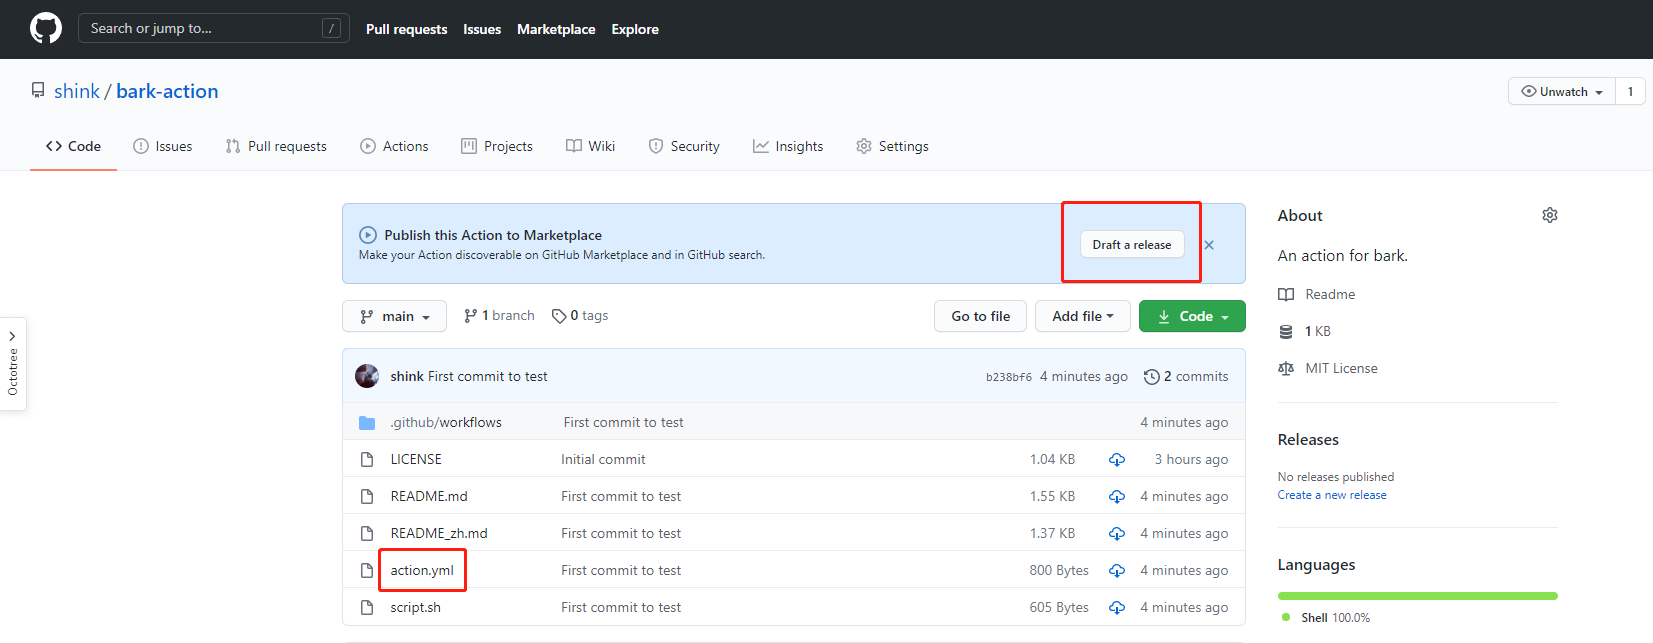 Search or jump to... / Pull requests Issues Marketplace Explore
shink / bark-action Unwatch 1
Code Issues Pull requests Actions Projects Wiki Security Insights Settings
Publish this Action to Marketplace
Make your Action discoverable on GitHub Marketplace and in GitHub search.
Draft a release
main 1 branch 0 tags Go to file Add file Code
shink First commit to test b238bf6 4 minutes ago 2 commits
.github/workflows First commit to test 4 minutes ago
LICENSE Initial commit 1.04 KB 3 hours ago
README.md First commit to test 1.55 KB 4 minutes ago
README_zh.md First commit to test 1.37 KB 4 minutes ago
action.yml First commit to test 800 Bytes 4 minutes ago
script.sh First commit to test 605 Bytes 4 minutes ago
About
An action for bark.
Readme
1 KB
MIT License
Releases
No releases published
Create a new release
Languages
Shell 100.0%
Octotree